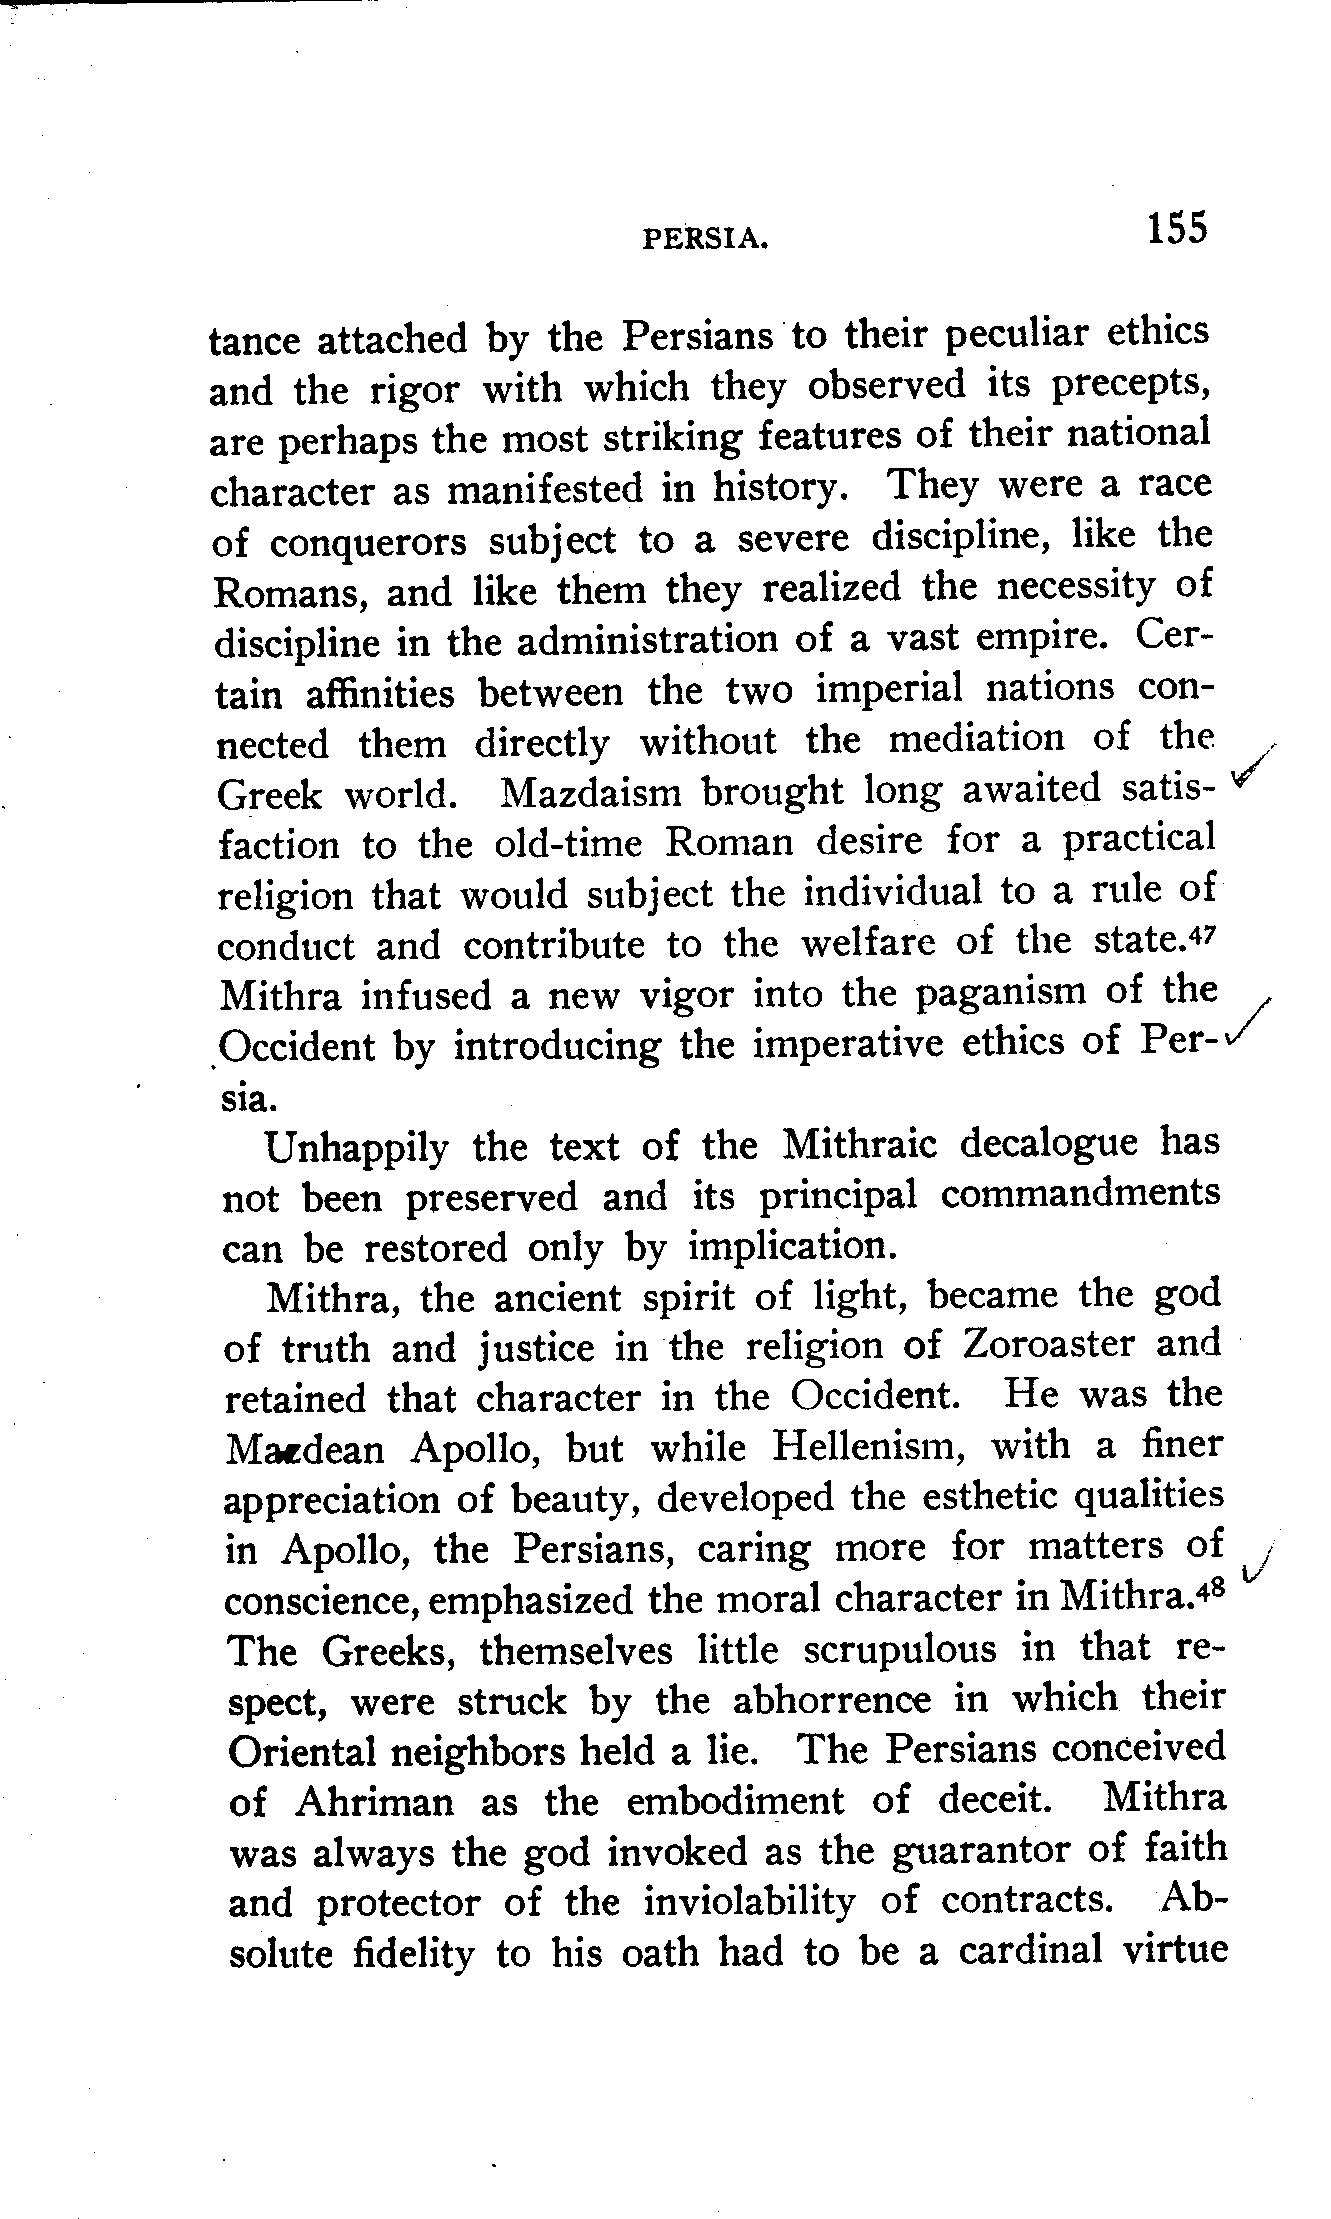 PERSIA. 155
tance attached by the Persians to their peculiar ethics
and the rigor with which they observed its precepts,
are perhaps the most striking features of their national
character as manifested in history. They were a race
of conquerors subject to a severe discipline, like the
Romans, and like them they realized the necessity of
discipline in the administration of a vast empire. Cer-
tain affinities between the two imperial nations con-
nected them directly without the mediation of the
Greek world. Mazdaism brought long awaited satis-
faction to the old-time Roman desire for a practical
religion that would subject the individual to a rule of
conduct and contribute to the welfare of the state.47
Mithra infused a new vigor into the paganism of the
Occident by introducing the imperative ethics of Per-
sia.
Unhappily the text of the Mithraic decalogue has
not been preserved and its principal commandments
can be restored only by implication.
Mithra, the ancient spirit of light, became the god
of truth and justice in the religion of Zoroaster and
retained that character in the Occident. He was the
Mazdean Apollo, but while Hellenism, with a finer
appreciation of beauty, developed the esthetic qualities
in Apollo, the Persians, caring more for matters of
conscience, emphasized the moral character in Mithra.48
The Greeks, themselves little scrupulous in that re-
spect, were struck by the abhorrence in which their
Oriental neighbors held a lie. The Persians conceived
of Ahriman as the embodiment of deceit. Mithra
was always the god invoked as the guarantor of faith
and protector of the inviolability of contracts. Ab-
solute fidelity to his oath had to be a cardinal virtue